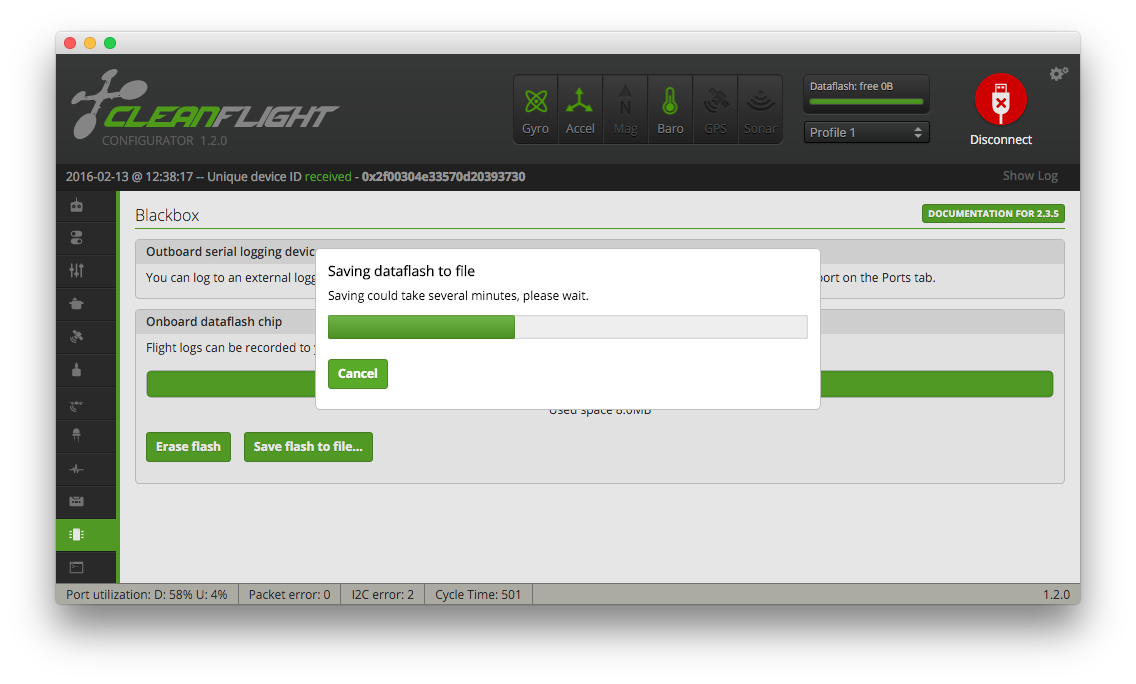 CLEANFLIGHT
CONFIGURATOR 1.2.0
Gyro
Accel
Mag
Baro
GPS
Sonar
Dataflash: free 0B
Profile 1
Disconnect
2016-02-13 @ 12:38:17 -- Unique device ID received - 0x2f00304e33570d20393730
Show Log
Blackbox
DOCUMENTATION FOR 2.3.5
Outboard serial logging devic
You can log to an external logg
port on the Ports tab.
Saving dataflash to file
Saving could take several minutes, please wait.
Cancel
Onboard dataflash chip
Flight logs can be recorded to
Used space 8.0MB
Erase flash
Save flash to file...
Port utilization: D: 58% U: 4%
Packet error: 0
I2C error: 2
Cycle Time: 501
1.2.0